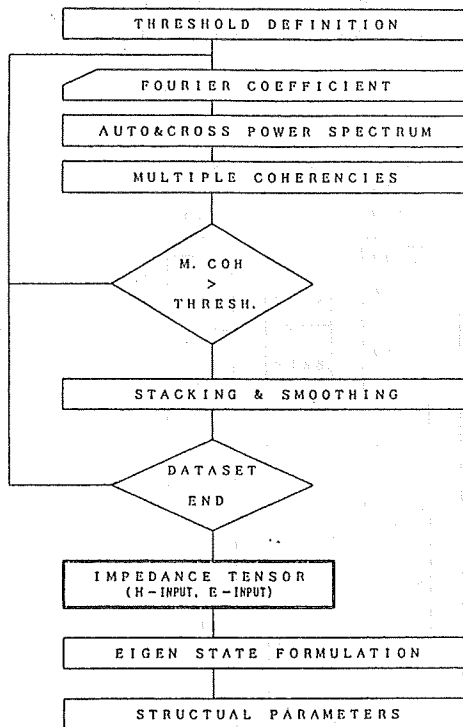 THRESHOLD DEFINITION
FOURIER COEFFICIENT
AUTO&CROSS POWER SPECTRUM
MULTIPLE COHERENCIES
M. COH
>
THRESH.
STACKING & SMOOTHING
DATASET
END
IMPEDANCE TENSOR
(H-INPUT, E-INPUT)
EIGEN STATE FORMULATION
STRUCTUAL PARAMETERS